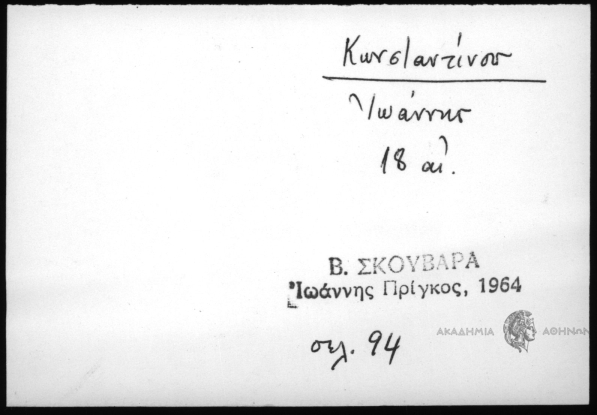 Κωνσταντίνου
Ἰωάννης
18 αἰ.
Β. ΣΚΟΥΒΑΡΑ
Ἰωάννης Πρίγκος, 1964
ΑΚΑΔΗΜΙΑ ΑΘΗΝΩΝ
σελ. 94